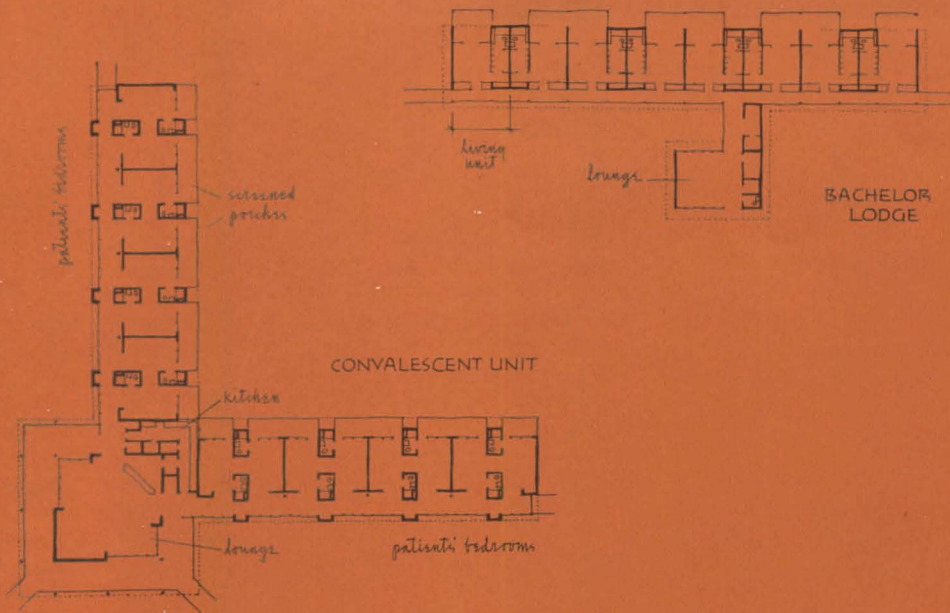 living
unit
lounge
BACHELOR
LODGE
patients' bedrooms
screened
porches
CONVALESCENT UNIT
kitchen
lounge
patients' bedrooms